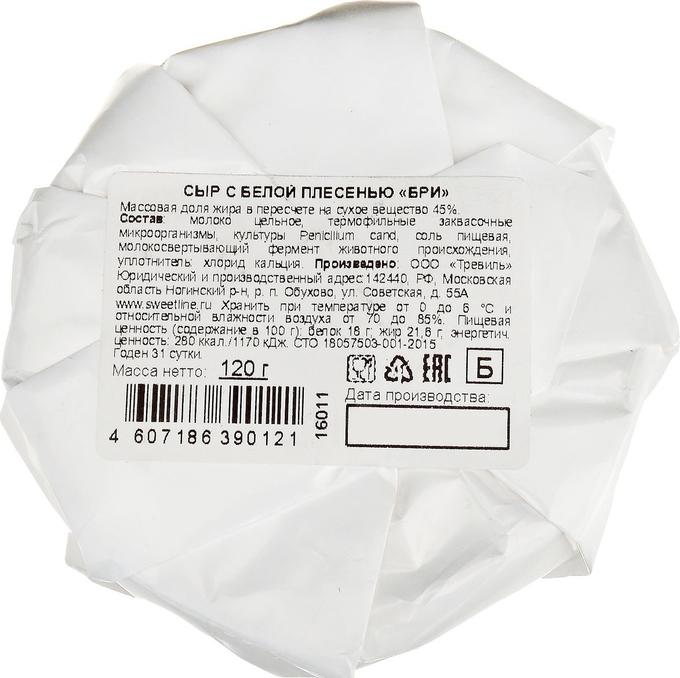 СЫР С БЕЛОЙ ПЛЕСЕНЬЮ «БРИ»
Массовая доля жира в пересчете на сухое вещество 45%.
Состав: молоко цельное, термофильные заквасочные
микроорганизмы, культуры Penicillium cand, соль пищевая,
молокосвертывающий фермент животного происхождения,
уплотнитель: хлорид кальция. Произведено: ООО «Тревиль»
Юридический и производственный адрес:142440, РФ, Московская
область Ногинский р-н, р. п. Обухово, ул. Советская, д. 55А
www.sweetline.ru Хранить при температуре от 0 до 6 °С и
относительной влажности воздуха от 70 до 85%. Пищевая
ценность (содержание в 100 г): белок 18 г; жир 21,6 г, энергетич.
ценность: 280 ккал./1170 кДж. СТО 18057503-001-2015
Годен 31 сутки.
Масса нетто: 120 г
EAC Б
Дата производства:
16011
4 607186 390121